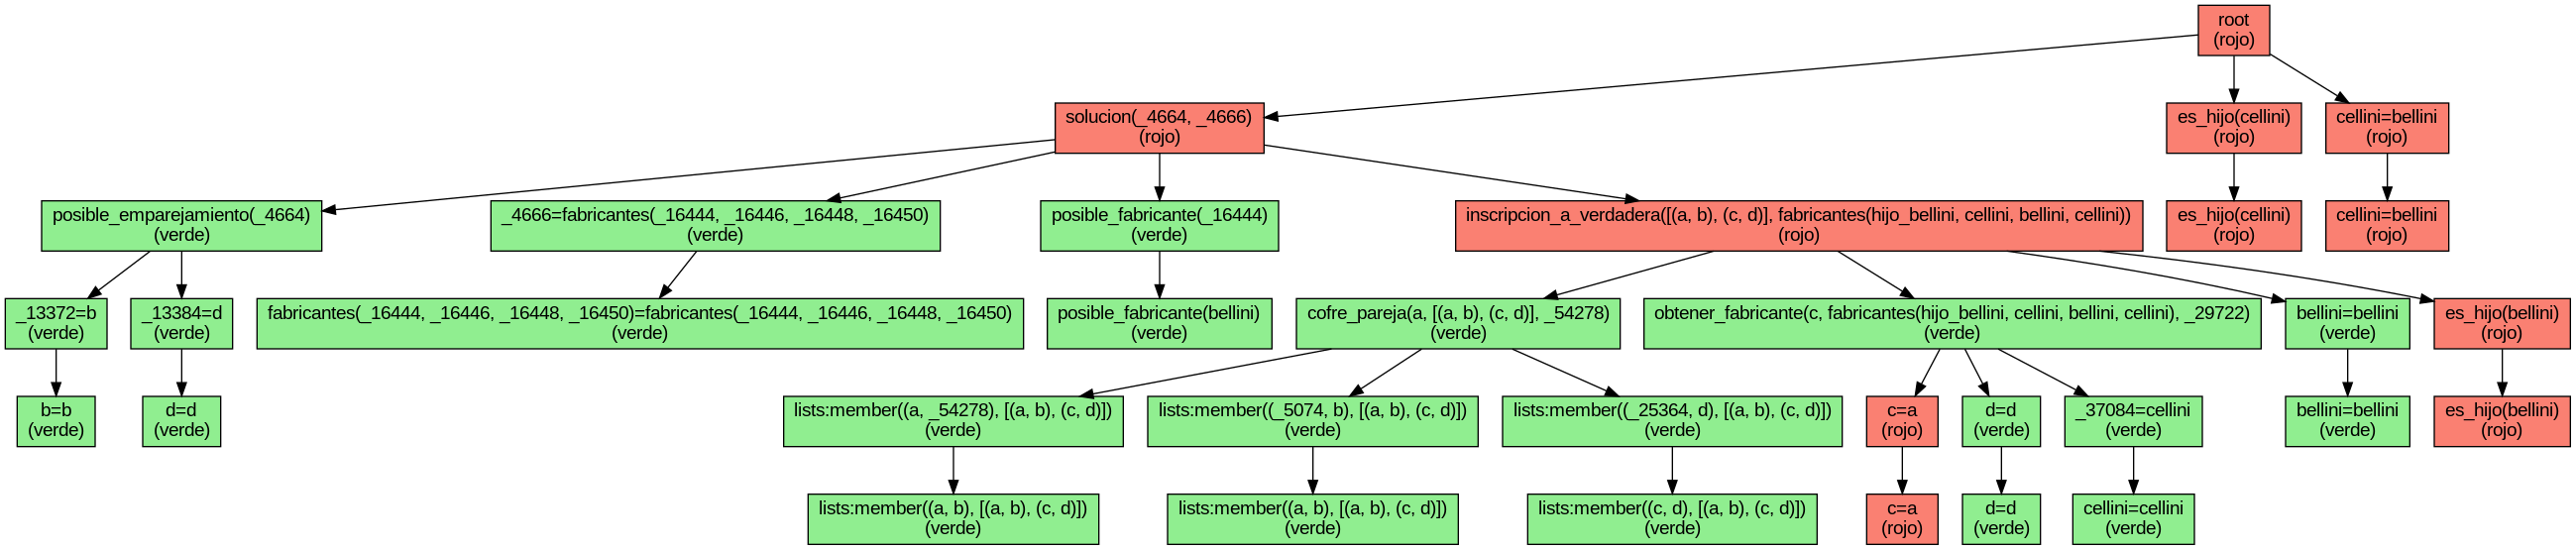 root
(rojo)
solucion(_4664, _4666)
(rojo)
es_hijo(cellini)
(rojo)
cellini=bellini
(rojo)
posible_emparejamiento(_4664)
(verde)
_4666=fabricantes(_16444, _16446, _16448, _16450)
(verde)
posible_fabricante(_16444)
(verde)
inscripcion_a_verdadera([(a, b), (c, d)], fabricantes(hijo_bellini, cellini, bellini, cellini))
(rojo)
es_hijo(cellini)
(rojo)
cellini=bellini
(rojo)
_13372=b
(verde)
_13384=d
(verde)
fabricantes(_16444, _16446, _16448, _16450)=fabricantes(_16444, _16446, _16448, _16450)
(verde)
posible_fabricante(bellini)
(verde)
cofre_pareja(a, [(a, b), (c, d)], _54278)
(verde)
obtener_fabricante(c, fabricantes(hijo_bellini, cellini, bellini, cellini), _29722)
(verde)
bellini=bellini
(verde)
es_hijo(bellini)
(rojo)
b=b
(verde)
d=d
(verde)
lists:member((a, _54278), [(a, b), (c, d)])
(verde)
lists:member((_5074, b), [(a, b), (c, d)])
(verde)
lists:member((_25364, d), [(a, b), (c, d)])
(verde)
c=a
(rojo)
d=d
(verde)
_37084=cellini
(verde)
bellini=bellini
(verde)
es_hijo(bellini)
(rojo)
lists:member((a, b), [(a, b), (c, d)])
(verde)
lists:member((a, b), [(a, b), (c, d)])
(verde)
lists:member((c, d), [(a, b), (c, d)])
(verde)
c=a
(rojo)
d=d
(verde)
cellini=cellini
(verde)